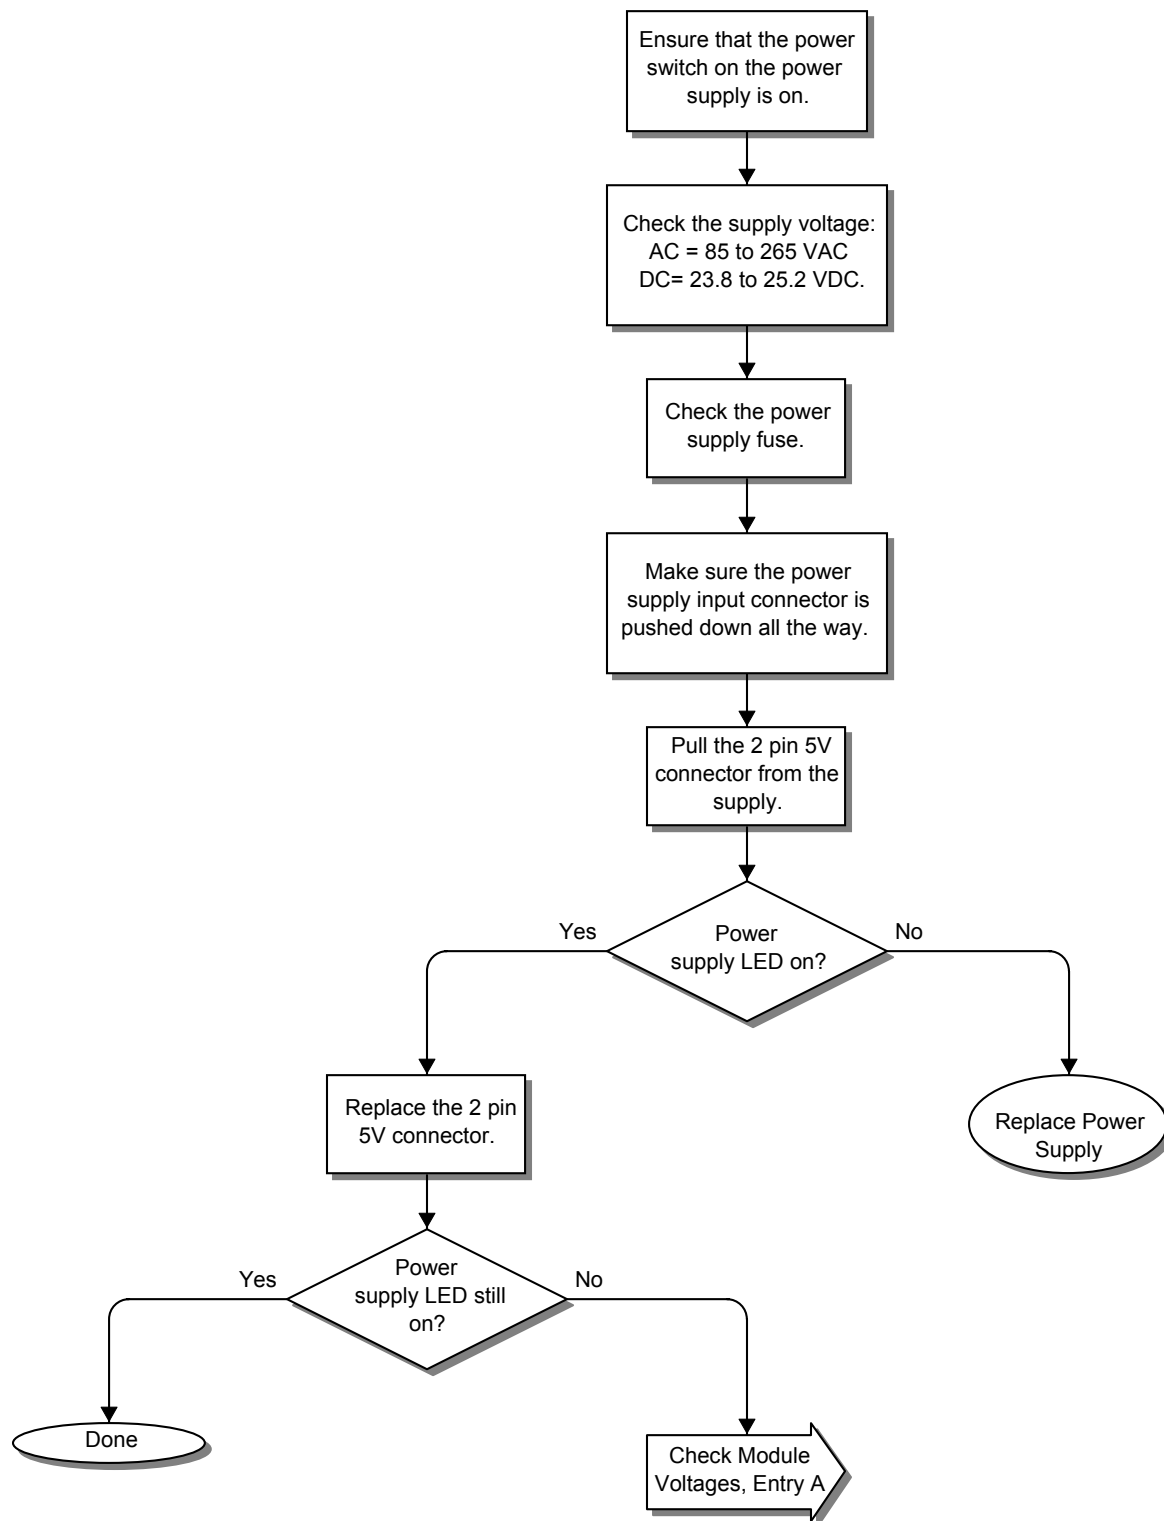 Ensure that the power
switch on the power
supply is on.
Check the supply voltage:
AC = 85 to 265 VAC
DC= 23.8 to 25.2 VDC.
Check the power
supply fuse.
Make sure the power
supply input connector is
pushed down all the way.
Pull the 2 pin 5V
connector from the
supply.
Power
supply LED on?
Yes
No
Replace the 2 pin
5V connector.
Replace Power
Supply
Power
supply LED still
on?
Yes
No
Done
Check Module
Voltages, Entry A